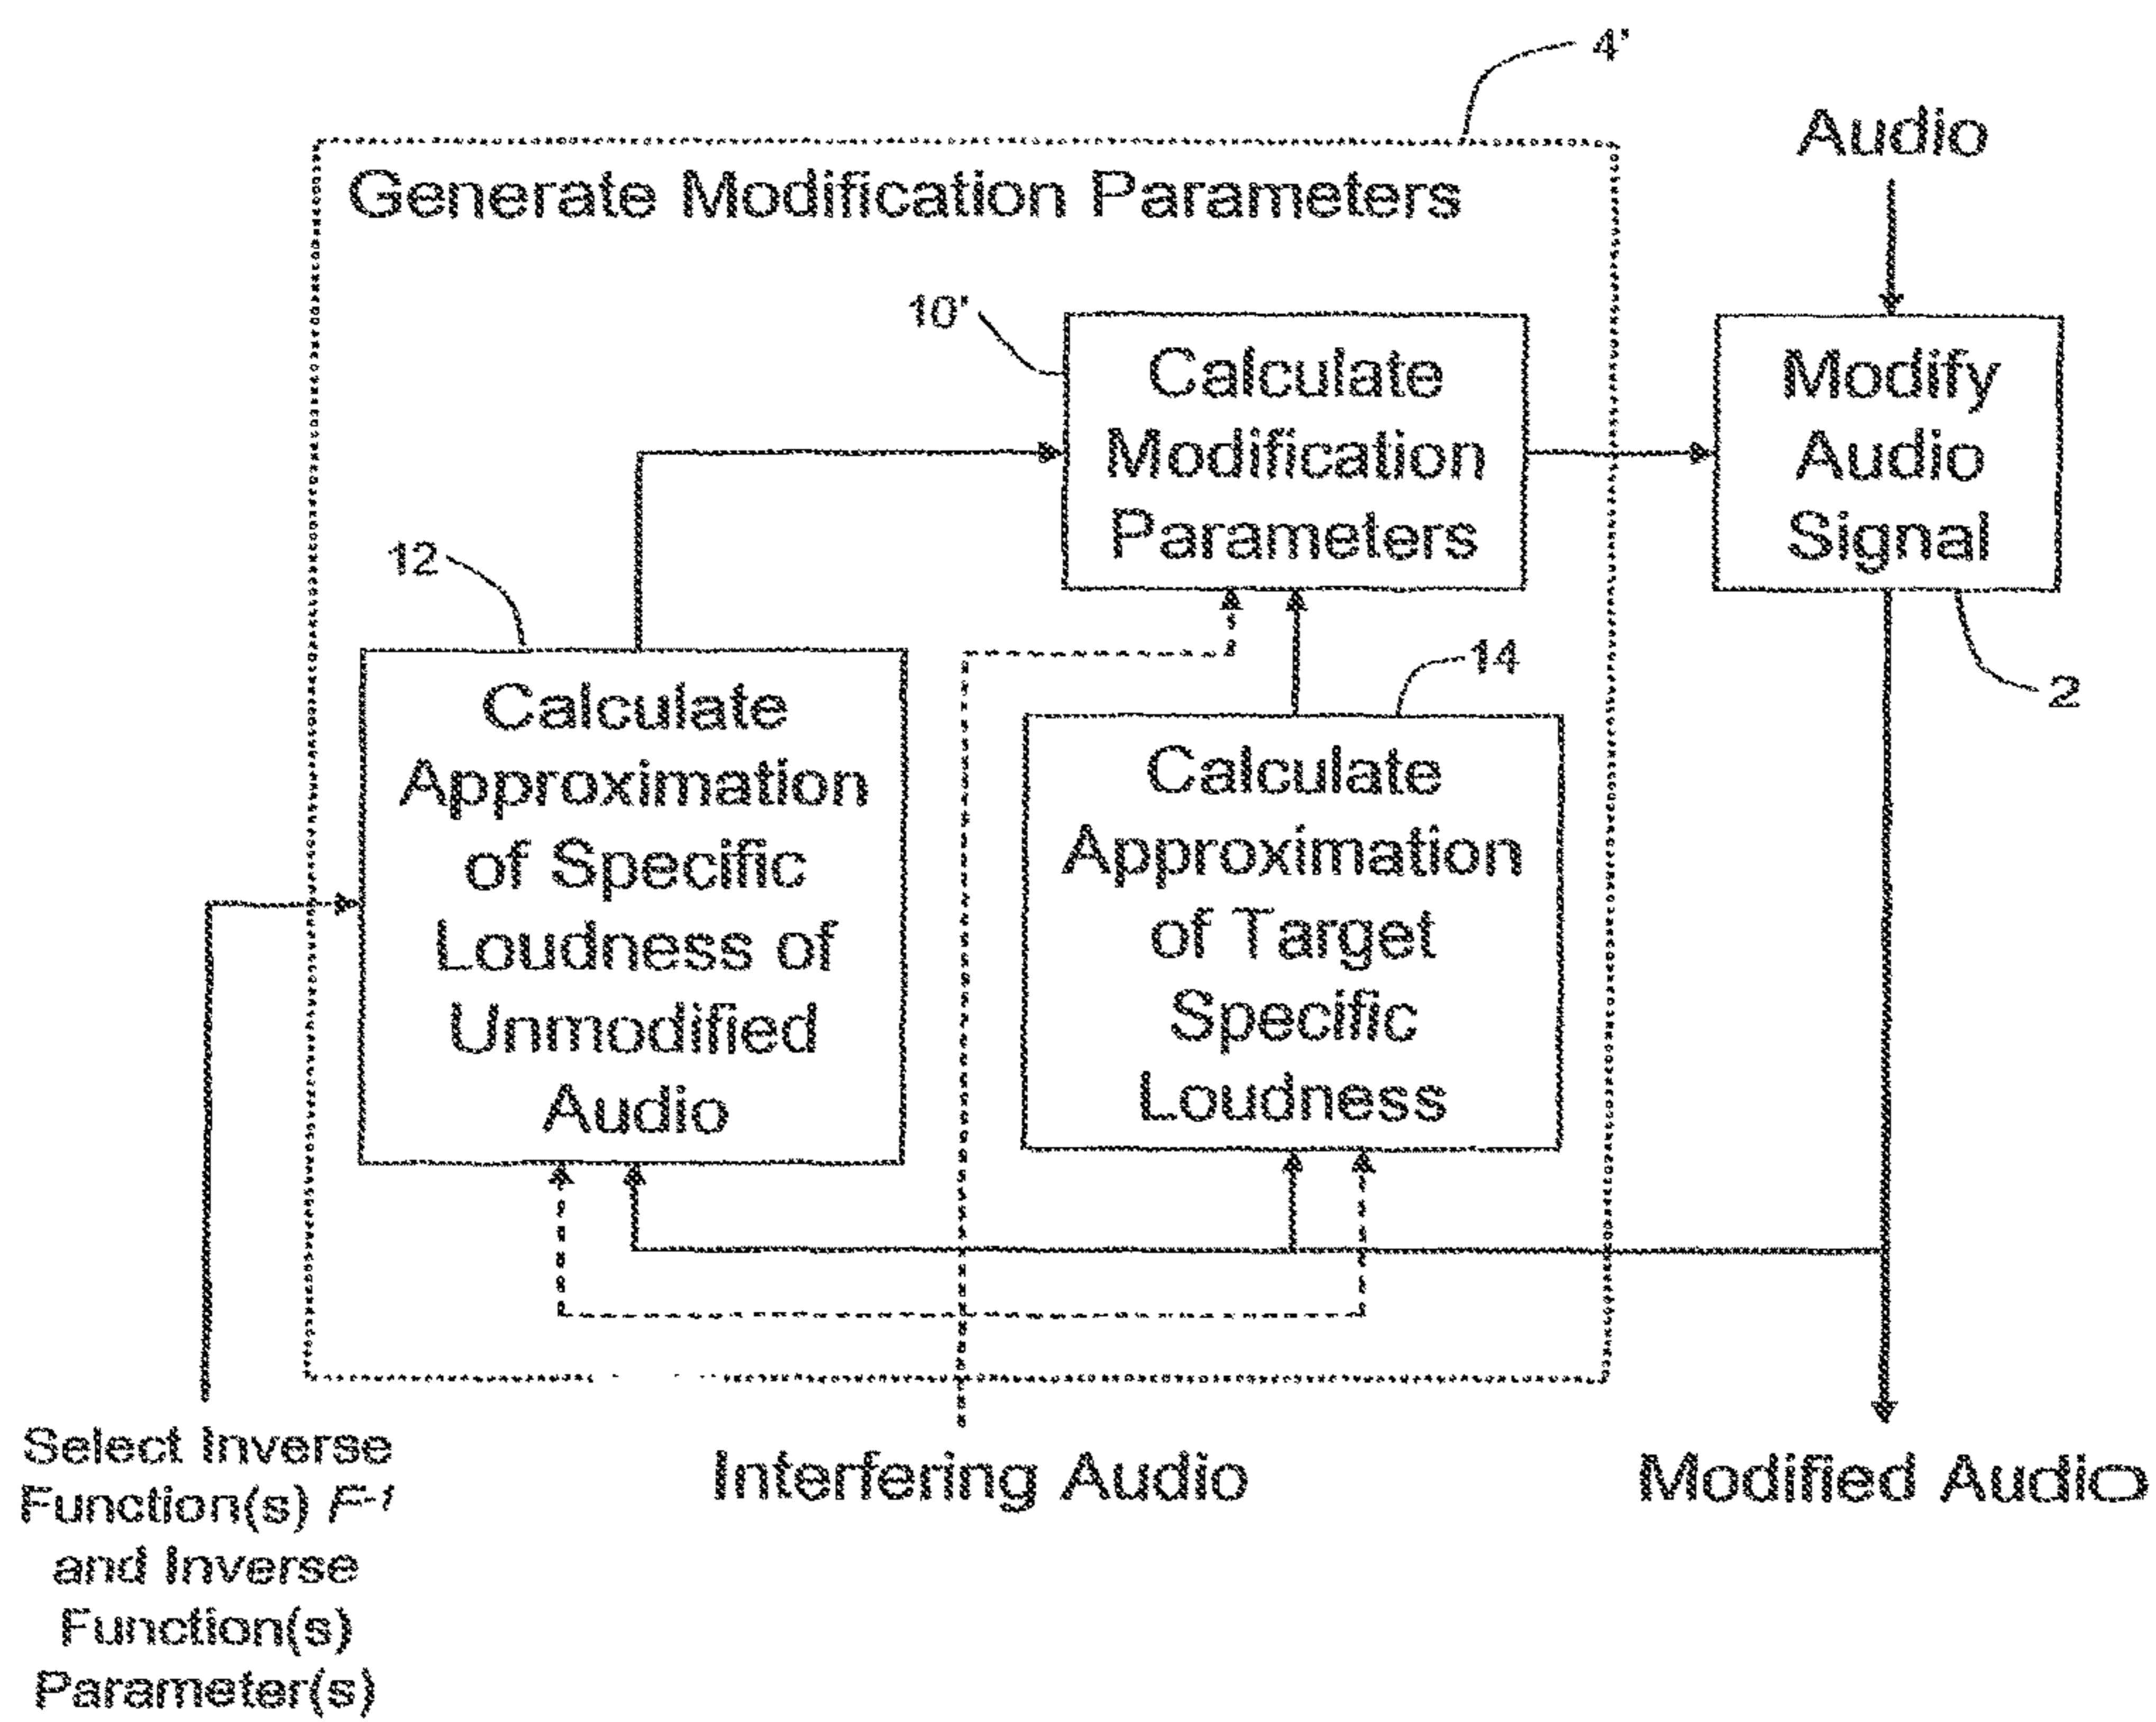 4'
Audio
Generate Modification Parameters
10'
Calculate
Modification
Parameters
Modify
Audio
Signal
12
14
2
Calculate
Approximation
of Specific
Loudness of
Unmodified
Audio
Calculate
Approximation
of Target
Specific
Loudness
Select Inverse
Function(s) F-1
and Inverse
Function(s)
Parameter(s)
Interfering Audio
Modified Audio